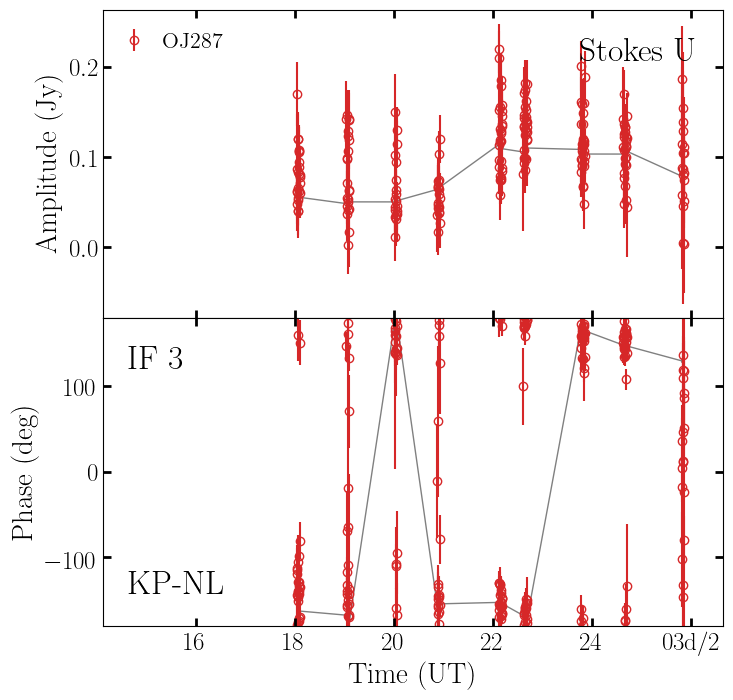 OJ287
Stokes U
0.2
0.1
0.0
Amplitude (Jy)
IF 3
100
0
−100
Phase (deg)
KP-NL
16 18 20 22 24 03d/2
Time (UT)